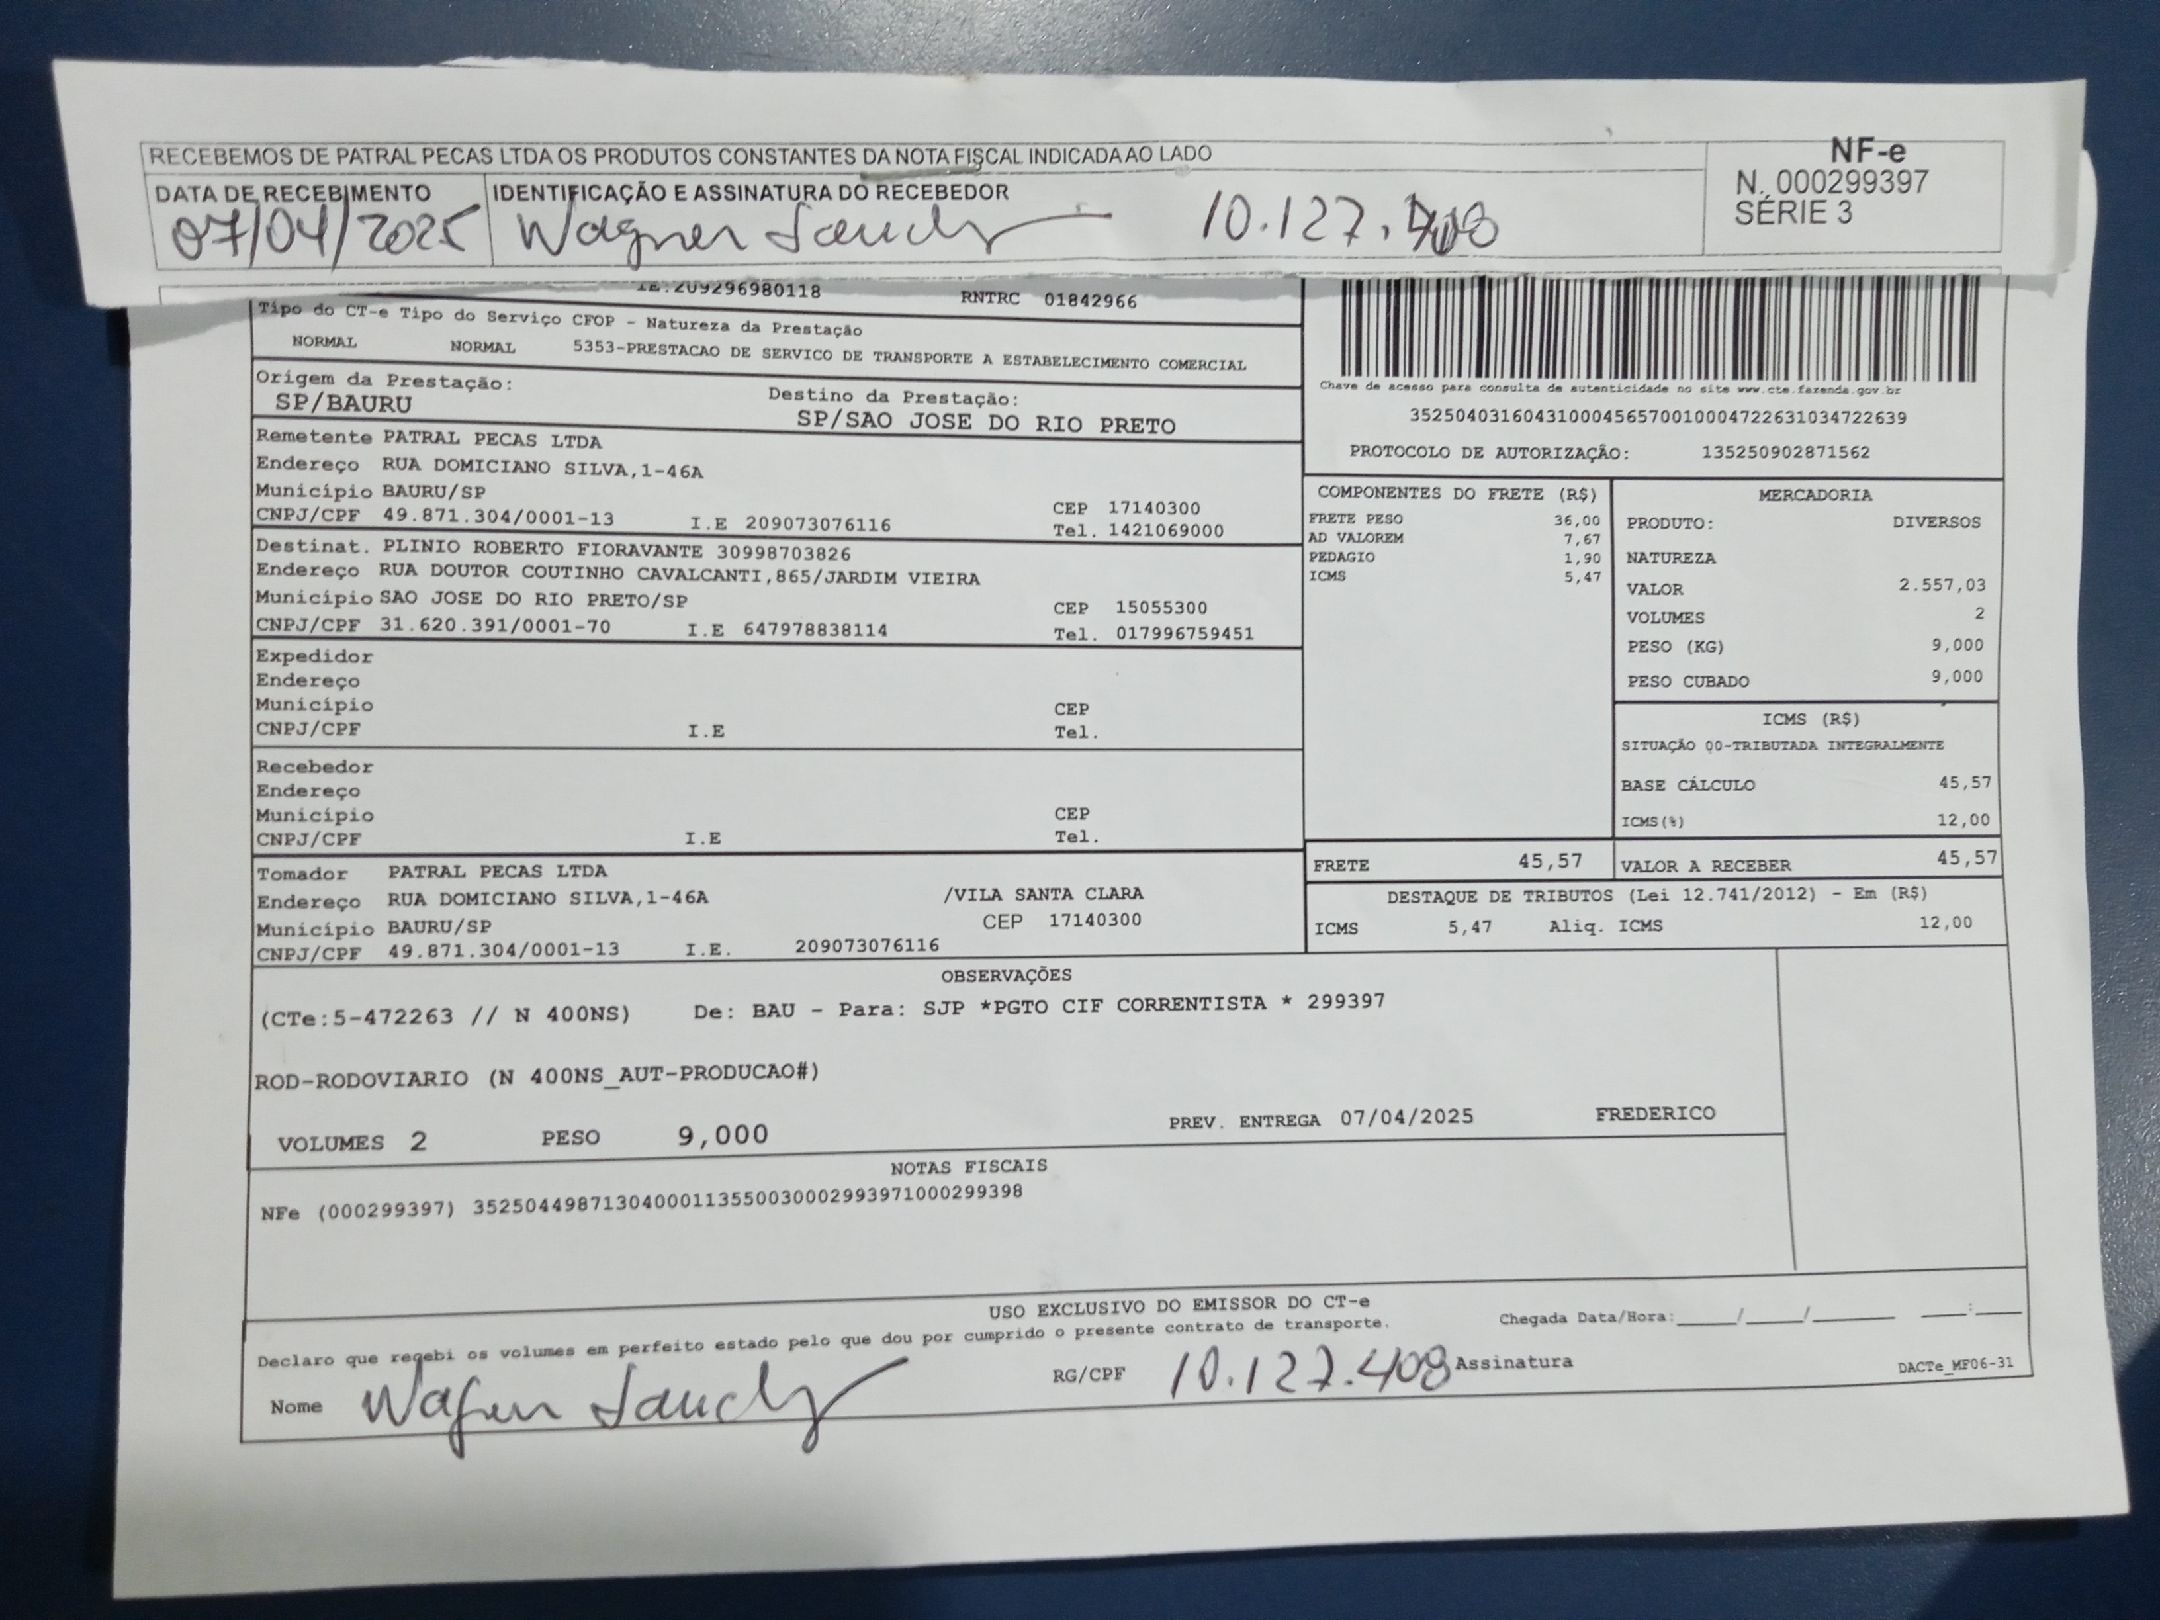 RECEBEMOS DE PATRAL PECAS LTDA OS PRODUTOS CONSTANTES DA NOTA FISCAL INDICADA AO LADO
NF-e
N. 000299397
SÉRIE 3
DATA DE RECEBIMENTO IDENTIFICAÇÃO E ASSINATURA DO RECEBEDOR
07/04/2025 Wagner 10.127.408
IE:209296980118 RNTRC 01842966
Tipo do CT-e Tipo do Serviço CFOP - Natureza da Prestação
NORMAL NORMAL 5353-PRESTACAO DE SERVICO DE TRANSPORTE A ESTABELECIMENTO COMERCIAL
Origem da Prestação: Destino da Prestação:
SP/BAURU SP/SAO JOSE DO RIO PRETO
Remetente PATRAL PECAS LTDA
Endereço RUA DOMICIANO SILVA,1-46A
Município BAURU/SP CEP 17140300
CNPJ/CPF 49.871.304/0001-13 I.E 209073076116 Tel. 1421069000
Destinat. PLINIO ROBERTO FIORAVANTE 30998703826
Endereço RUA DOUTOR COUTINHO CAVALCANTI,865/JARDIM VIEIRA
Município SAO JOSE DO RIO PRETO/SP CEP 15055300
CNPJ/CPF 31.620.391/0001-70 I.E 647978838114 Tel. 017996759451
Expedidor
Endereço
Município CEP
CNPJ/CPF I.E Tel.
Recebedor
Endereço
Município CEP
CNPJ/CPF I.E Tel.
Tomador PATRAL PECAS LTDA
Endereço RUA DOMICIANO SILVA,1-46A /VILA SANTA CLARA
Município BAURU/SP CEP 17140300
CNPJ/CPF 49.871.304/0001-13 I.E. 209073076116
Chave de acesso para consulta de autenticidade no site www.cte.fazenda.gov.br
35250403160431000456570010004722631034722639
PROTOCOLO DE AUTORIZAÇÃO: 135250902871562
COMPONENTES DO FRETE (R$)
FRETE PESO 36,00
AD VALOREM 7,67
PEDAGIO 1,90
ICMS 5,47
MERCADORIA
PRODUTO: DIVERSOS
NATUREZA
VALOR 2.557,03
VOLUMES 2
PESO (KG) 9,000
PESO CUBADO 9,000
ICMS (R$)
SITUAÇÃO 00-TRIBUTADA INTEGRALMENTE
BASE CÁLCULO 45,57
ICMS(%) 12,00
FRETE 45,57 VALOR A RECEBER 45,57
DESTAQUE DE TRIBUTOS (Lei 12.741/2012) - Em (R$)
ICMS 5,47 Aliq. ICMS 12,00
OBSERVAÇÕES
(CTe:5-472263 // N 400NS) De: BAU - Para: SJP *PGTO CIF CORRENTISTA * 299397
ROD-RODOVIARIO (N 400NS_AUT-PRODUCAO#)
VOLUMES 2 PESO 9,000 PREV. ENTREGA 07/04/2025 FREDERICO
NOTAS FISCAIS
NFe (000299397) 35250449871304000113550030002993971000299398
USO EXCLUSIVO DO EMISSOR DO CT-e
Declaro que recebi os volumes em perfeito estado pelo que dou por cumprido o presente contrato de transporte. Chegada Data/Hora:_____/_____/_______ ____:____
Nome Wagner RG/CPF 10.127.408 Assinatura DACTe_MF06-31